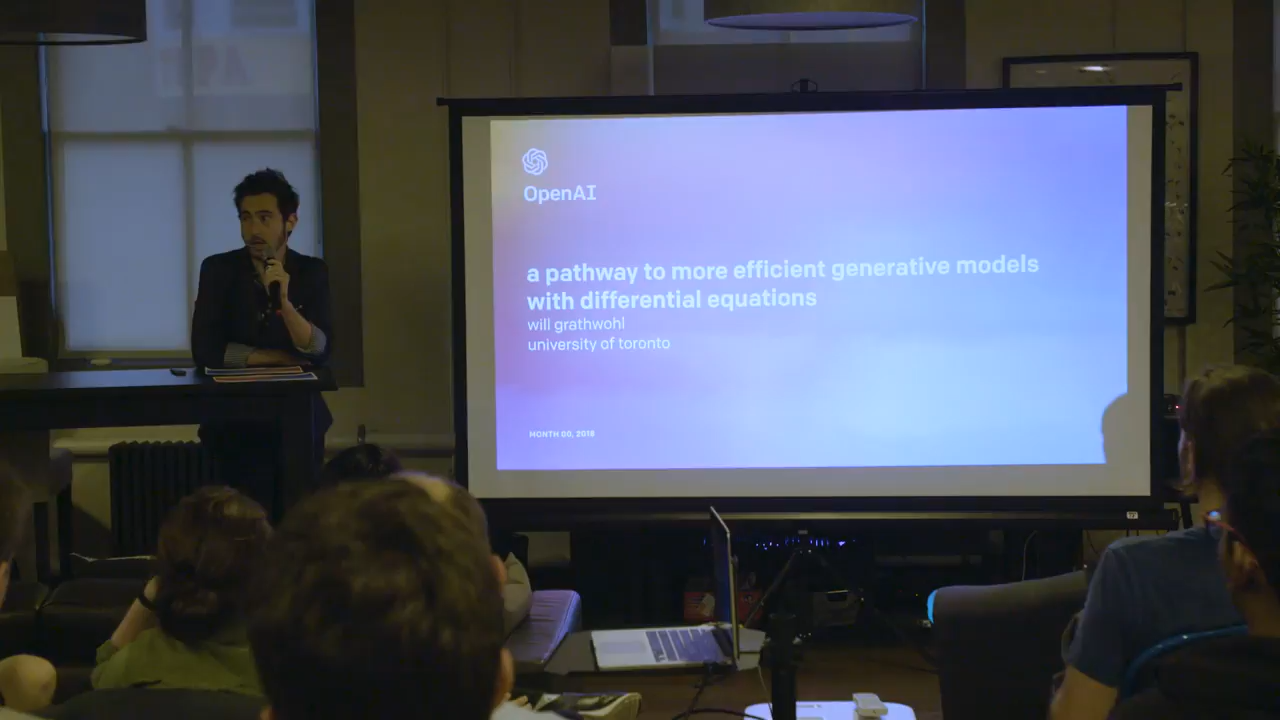 OpenAI
a pathway to more efficient generative models
with differential equations
will grathwohl
university of toronto
MONTH 00, 2018